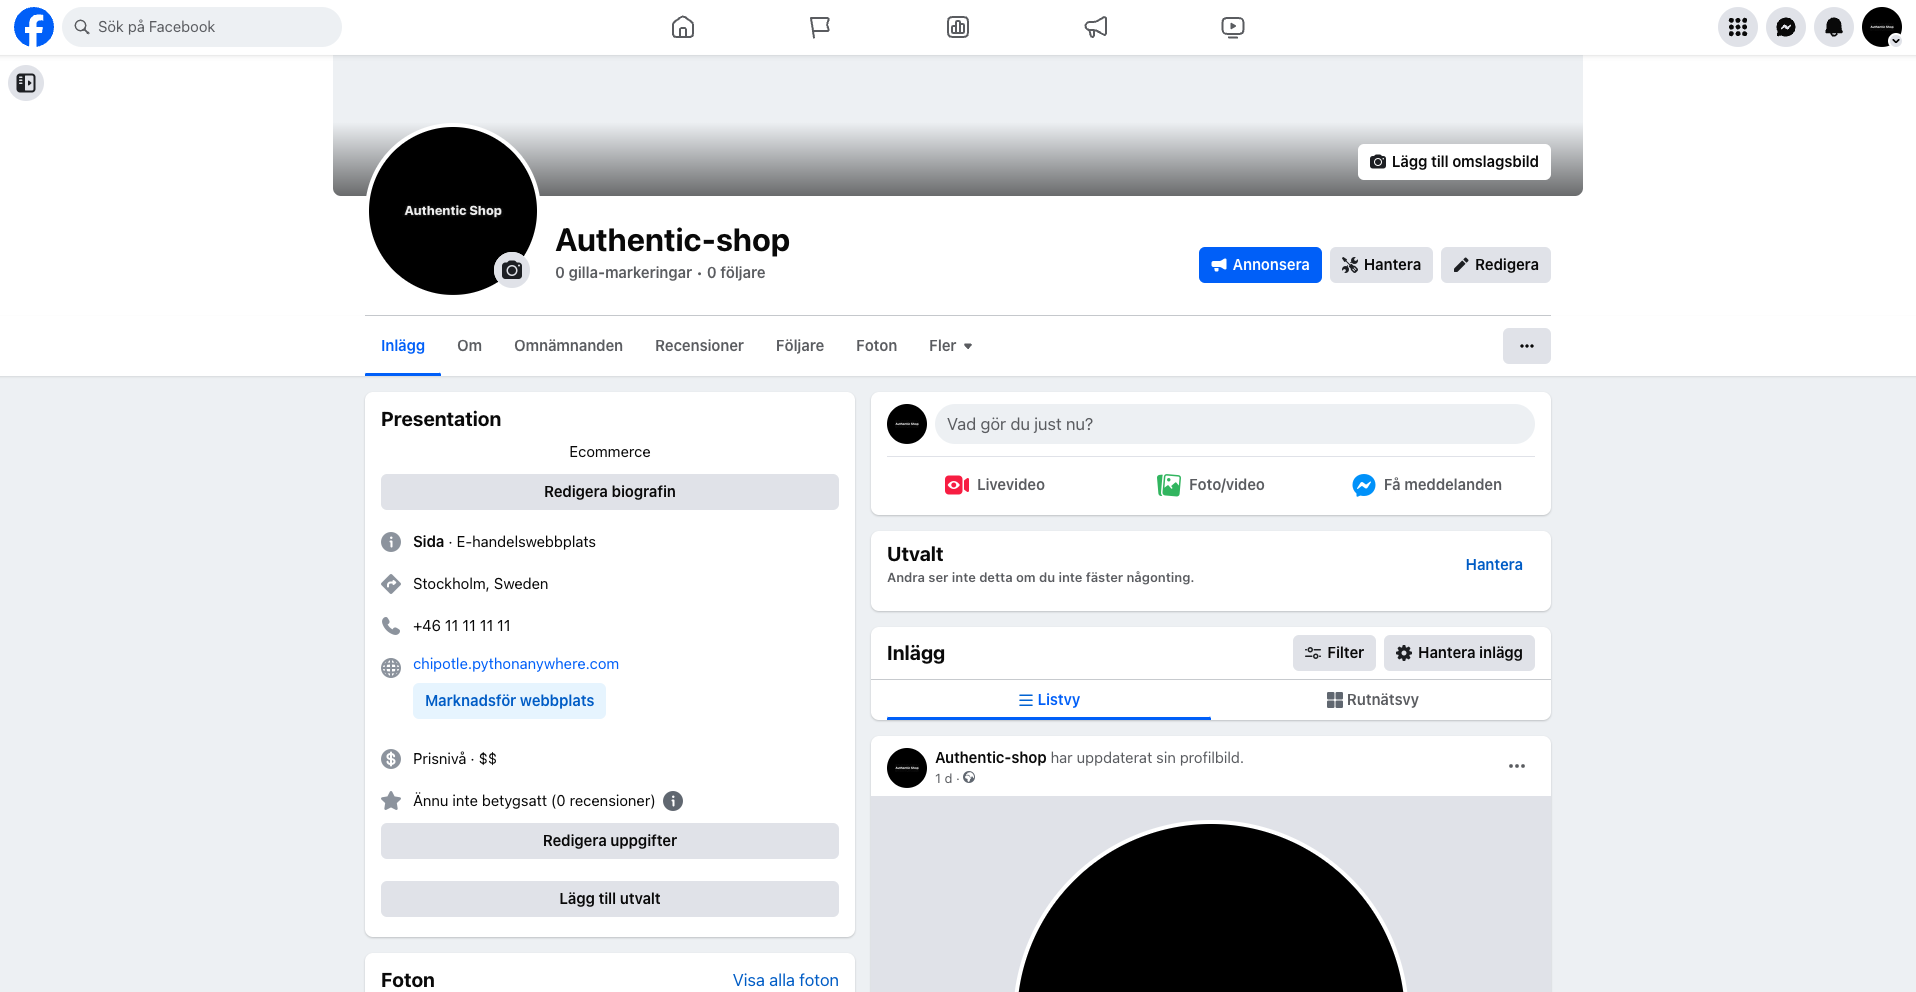 Sök på Facebook
Lägg till omslagsbild
Authentic Shop
Authentic-shop
0 gilla-markeringar • 0 följare
Annonsera
Hantera
Redigera
Inlägg
Om
Omnämnanden
Recensioner
Följare
Foton
Fler
Presentation
Ecommerce
Redigera biografin
Sida · E-handelswebbplats
Stockholm, Sweden
+46 11 11 11 11
chipotle.pythonanywhere.com
Marknadsför webbplats
Prisnivå · $$
Ännu inte betygsatt (0 recensioner)
Redigera uppgifter
Lägg till utvalt
Foton
Visa alla foton
Vad gör du just nu?
Livevideo
Foto/video
Få meddelanden
Utvalt
Andra ser inte detta om du inte fäster någonting.
Hantera
Inlägg
Filter
Hantera inlägg
Listvy
Rutnätsvy
Authentic-shop har uppdaterat sin profilbild.
1 d ·